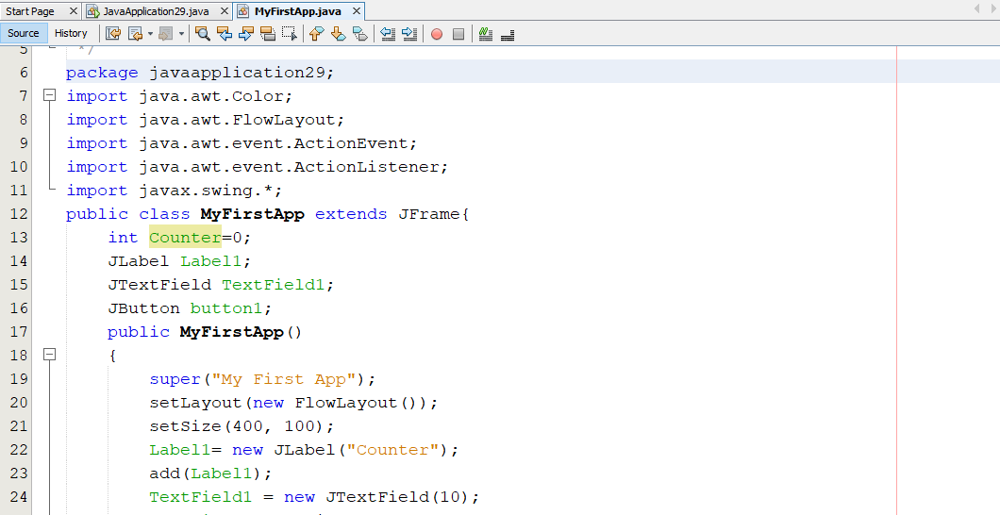 Start Page JavaApplication29.java MyFirstApp.java
Source History
5 */
6 package javaapplication29;
7 import java.awt.Color;
8 import java.awt.FlowLayout;
9 import java.awt.event.ActionEvent;
10 import java.awt.event.ActionListener;
11 import javax.swing.*;
12 public class MyFirstApp extends JFrame{
13 int Counter=0;
14 JLabel Label1;
15 JTextField TextField1;
16 JButton button1;
17 public MyFirstApp()
18 {
19 super("My First App");
20 setLayout(new FlowLayout());
21 setSize(400, 100);
22 Label1= new JLabel("Counter");
23 add(Label1);
24 TextField1 = new JTextField(10);